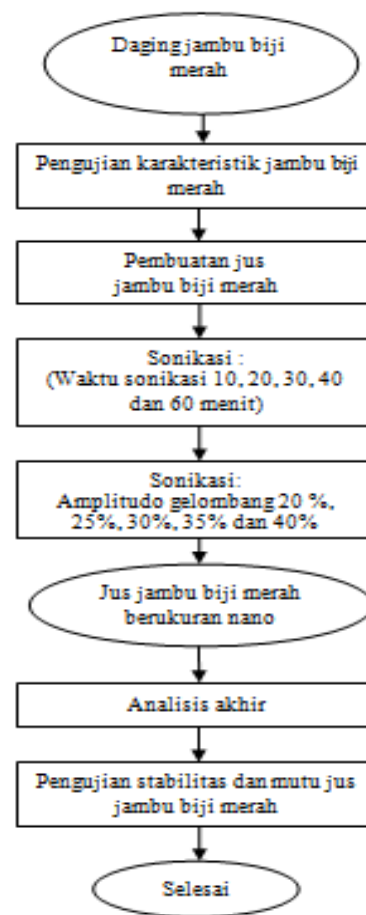 Daging jambu biji
merah
Pengujian karakteristik jambu biji
merah
Pembuatan jus
jambu biji merah
Sonikasi :
(Waktu sonikasi 10, 20, 30, 40
dan 60 menit)
Sonikasi:
Amplitudo gelombang 20 %,
25%, 30%, 35% dan 40%
Jus jambu biji merah
berukuran nano
Analisis akhir
Pengujian stabilitas dan mutu jus
jambu biji merah
Selesai